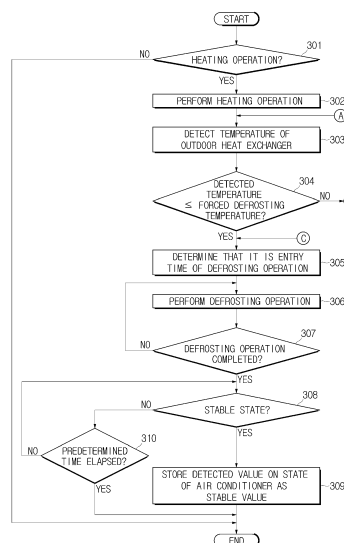 START
301
NO
HEATING OPERATION?
YES
PERFORM HEATING OPERATION
302
A
DETECT TEMPERATURE OF
OUTDOOR HEAT EXCHANGER
303
304
DETECTED
TEMPERATURE
≤ FORCED DEFROSTING
TEMPERATURE?
NO
YES
C
DETERMINE THAT IT IS ENTRY
TIME OF DEFROSTING OPERATION
305
PERFORM DEFROSTING OPERATION
306
307
NO
DEFROSTING OPERATION
COMPLETED?
YES
308
NO
STABLE STATE?
310
YES
NO
PREDETERMINED
TIME ELAPSED?
YES
STORE DETECTED VALUE ON STATE
OF AIR CONDITIONER AS
STABLE VALUE
309
END